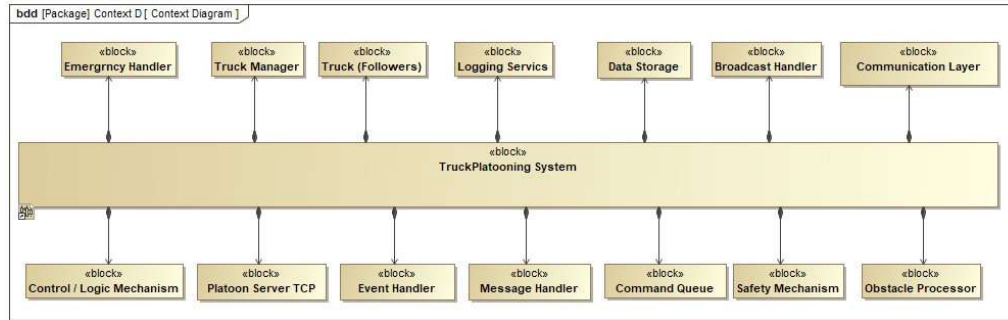 bdd [Package] Context D [ Context Diagram ]
«block»
Emergrncy Handler
«block»
Truck Manager
«block»
Truck (Followers)
«block»
Logging Servics
«block»
Data Storage
«block»
Broadcast Handler
«block»
Communication Layer
«block»
TruckPlatooning System
«block»
Control / Logic Mechanism
«block»
Platoon Server TCP
«block»
Event Handler
«block»
Message Handler
«block»
Command Queue
«block»
Safety Mechanism
«block»
Obstacle Processor